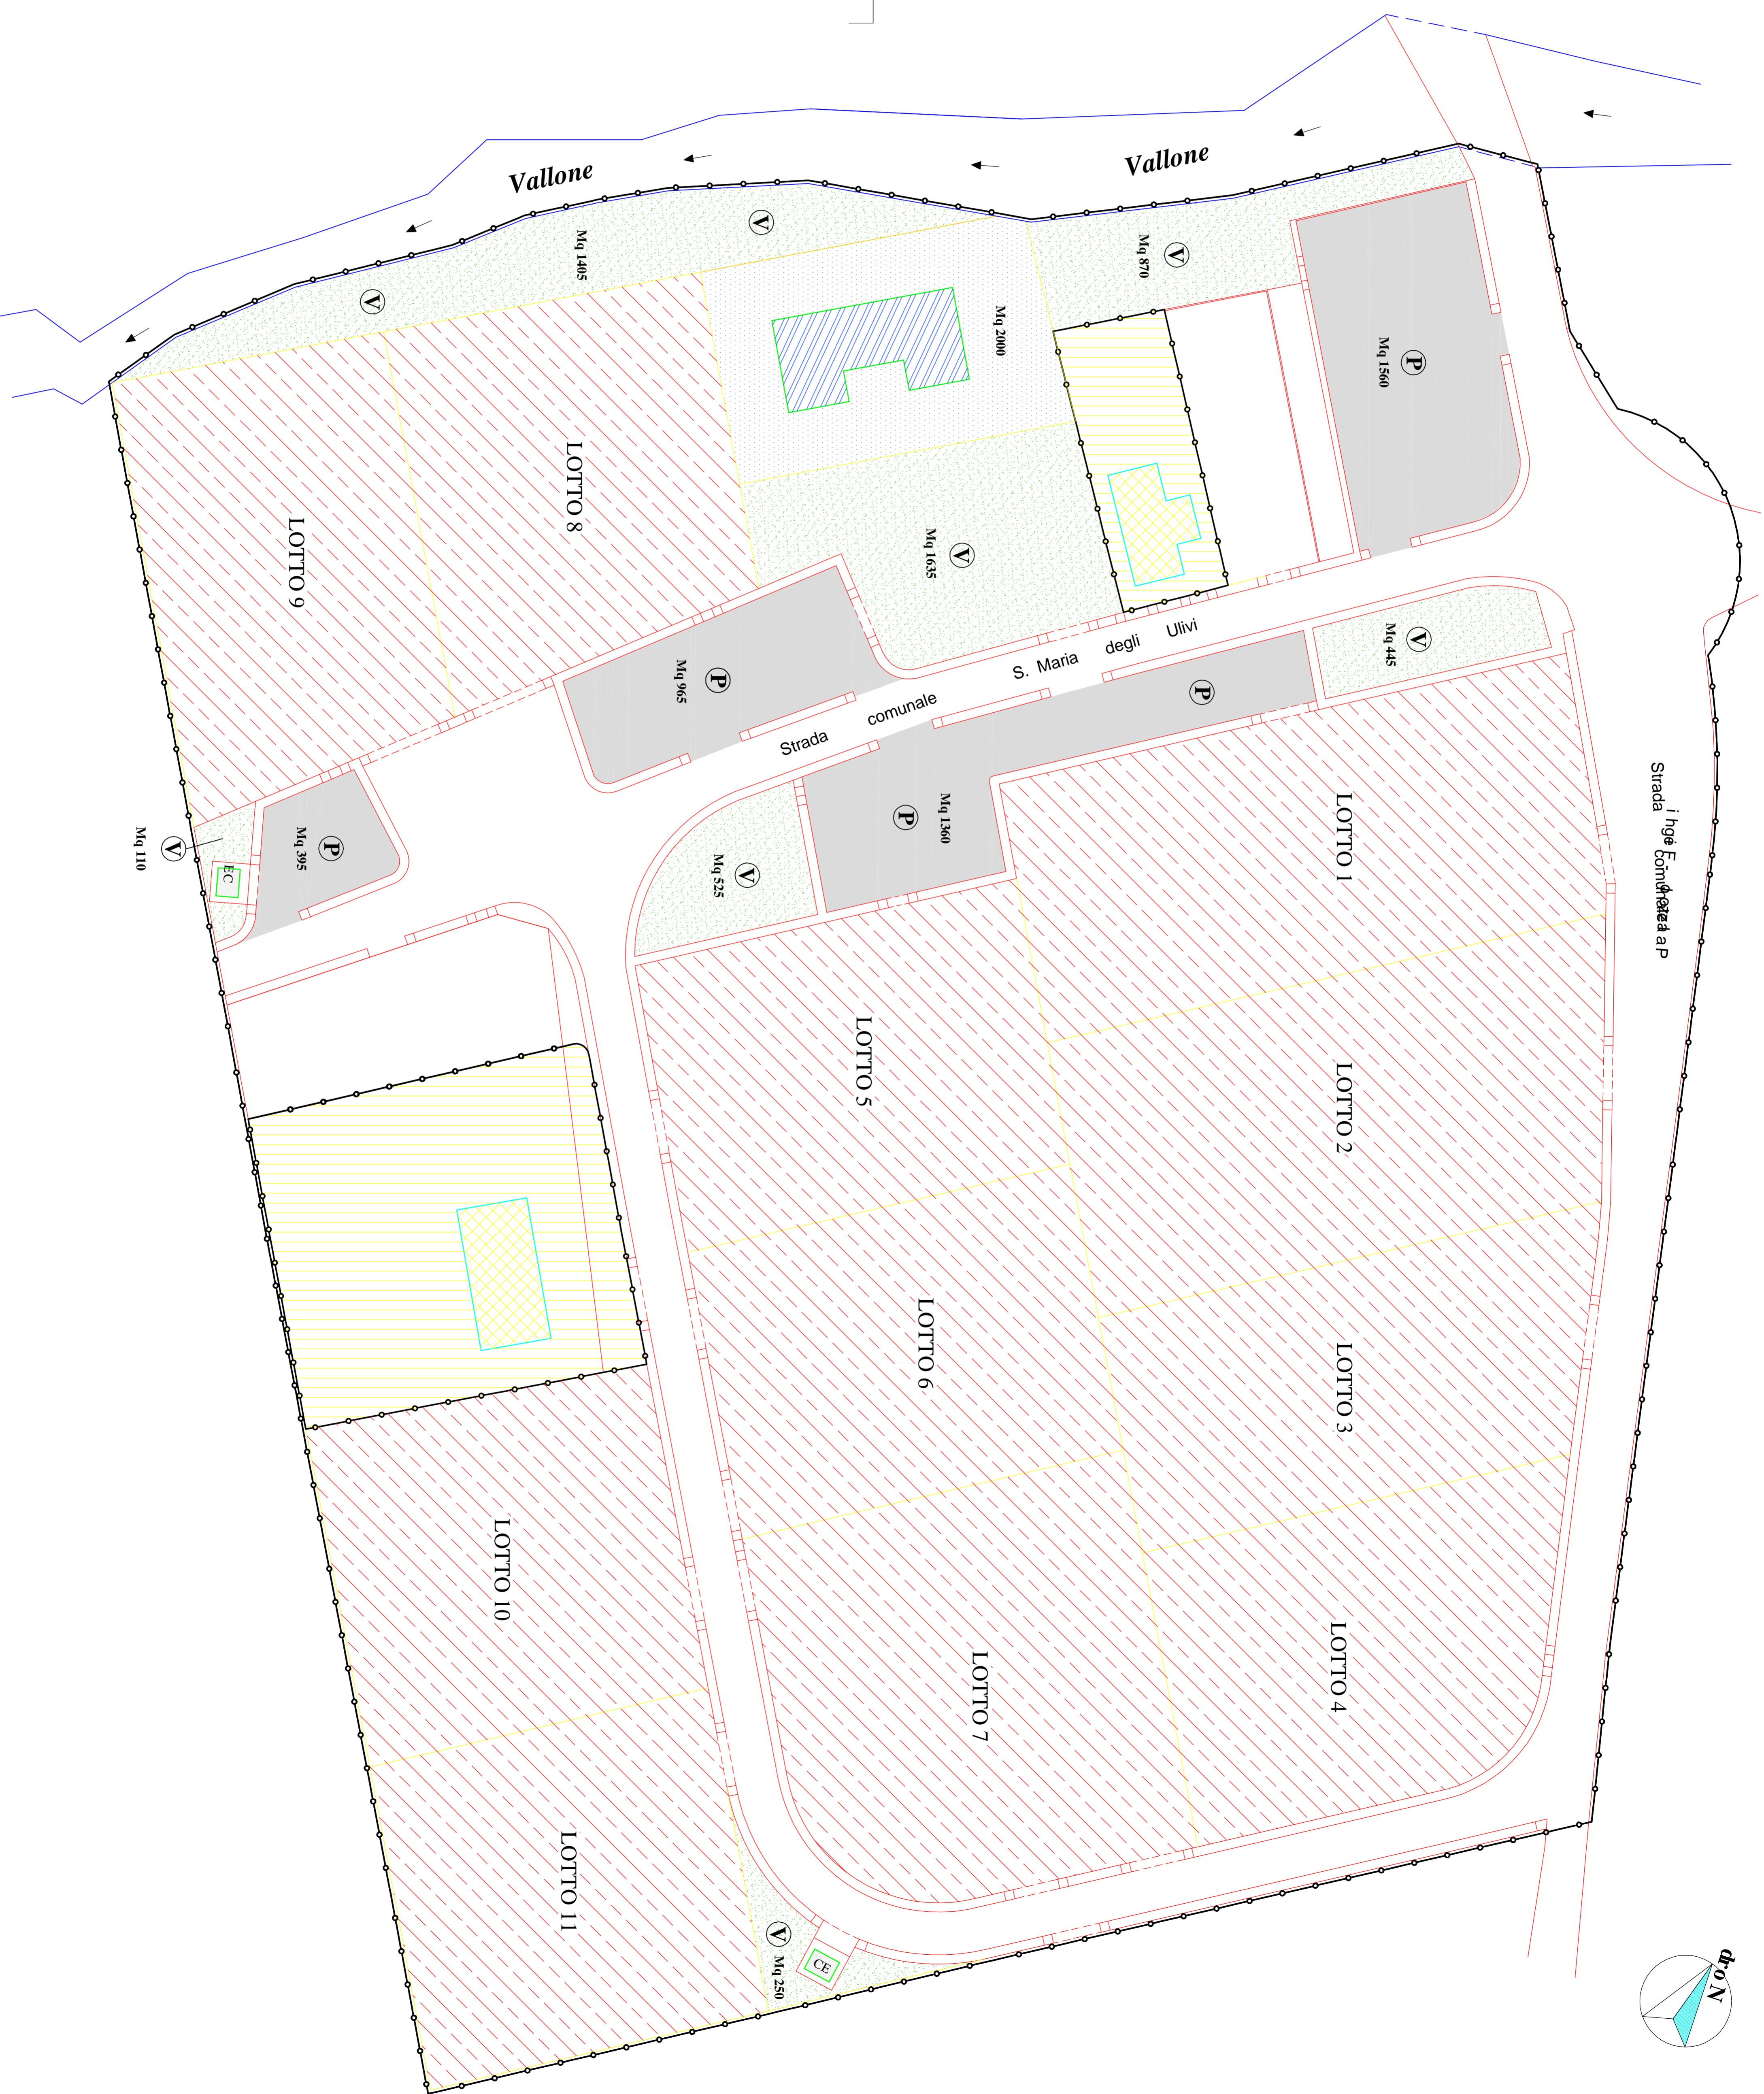 Vallone
Vallone
V
Mq 1405
V
V
Mq 870
Mq 2000
P
Mq 1560
LOTTO 8
LOTTO 9
V
Mq 1635
V
Mq 445
P
Mq 965
P
Strada comunale S. Maria degli Ulivi
P
Mq 1360
LOTTO 1
Strada comunale
P
Mq 395
V
Mq 110
EC
V
Mq 525
LOTTO 5
LOTTO 2
LOTTO 6
LOTTO 3
LOTTO 10
LOTTO 7
LOTTO 4
LOTTO 11
V
Mq 250
CE
Nord